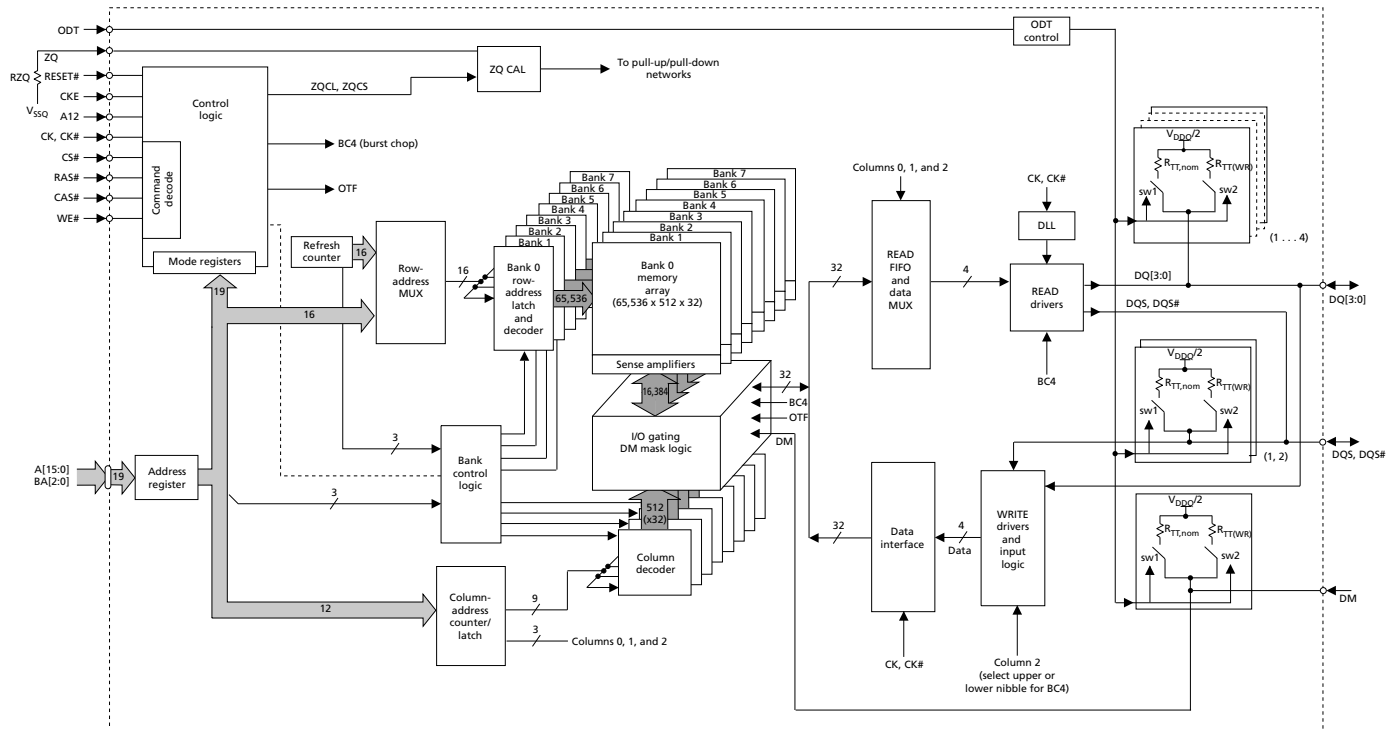 ODT
ODT
control
ZQ
RZQ
VSSQ
RESET#
CKE
A12
CK, CK#
CS#
RAS#
CAS#
WE#
Control
logic
Command
decode
Mode registers
ZQCL, ZQCS
ZQ CAL
To pull-up/pull-down
networks
BC4 (burst chop)
OTF
Refresh
counter
16
Row-
address
MUX
16
19
16
Bank 7
Bank 6
Bank 5
Bank 4
Bank 3
Bank 2
Bank 1
Bank 0
row-
address
latch
and
decoder
65,536
Bank 7
Bank 6
Bank 5
Bank 4
Bank 3
Bank 2
Bank 1
Bank 0
memory
array
(65,536 x 512 x 32)
Sense amplifiers
16,384
I/O gating
DM mask logic
32
BC4
OTF
DM
512
(x32)
Column
decoder
3
Bank
control
logic
3
A[15:0]
BA[2:0]
19
Address
register
12
Column-
address
counter/
latch
9
3
Columns 0, 1, and 2
Columns 0, 1, and 2
32
READ
FIFO
and
data
MUX
4
CK, CK#
DLL
READ
drivers
BC4
DQ[3:0]
DQS, DQS#
32
Data
interface
CK, CK#
4
Data
WRITE
drivers
and
input
logic
Column 2
(select upper or
lower nibble for BC4)
VDDQ/2
RTT,nom
RTT(WR)
sw1
sw2
(1 . . . 4)
DQ[3:0]
VDDQ/2
RTT,nom
RTT(WR)
sw1
sw2
(1, 2)
DQS, DQS#
VDDQ/2
RTT,nom
RTT(WR)
sw1
sw2
DM